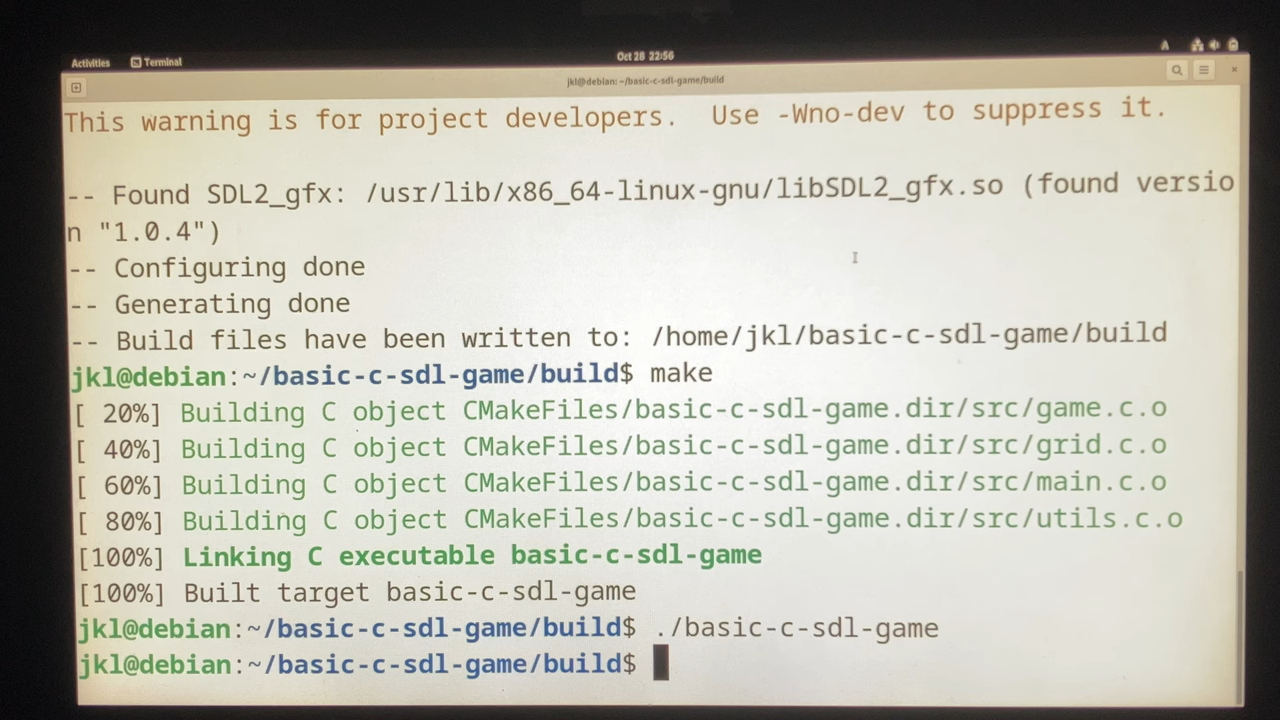 Activities Terminal Oct 28 22:56 A
jkl@debian: ~/basic-c-sdl-game/build
This warning is for project developers.  Use -Wno-dev to suppress it.
-- Found SDL2_gfx: /usr/lib/x86_64-linux-gnu/libSDL2_gfx.so (found versio
n "1.0.4")
-- Configuring done
-- Generating done
-- Build files have been written to: /home/jkl/basic-c-sdl-game/build
jkl@debian:~/basic-c-sdl-game/build$ make
[ 20%] Building C object CMakeFiles/basic-c-sdl-game.dir/src/game.c.o
[ 40%] Building C object CMakeFiles/basic-c-sdl-game.dir/src/grid.c.o
[ 60%] Building C object CMakeFiles/basic-c-sdl-game.dir/src/main.c.o
[ 80%] Building C object CMakeFiles/basic-c-sdl-game.dir/src/utils.c.o
[100%] Linking C executable basic-c-sdl-game
[100%] Built target basic-c-sdl-game
jkl@debian:~/basic-c-sdl-game/build$ ./basic-c-sdl-game
jkl@debian:~/basic-c-sdl-game/build$